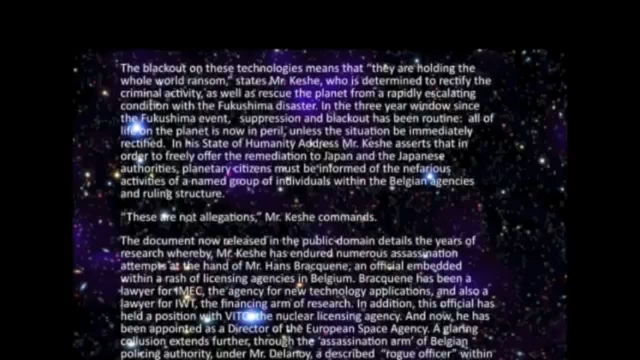 The blackout on these technologies means that "they are holding the
whole world ransom," states Mr. Keshe, who is determined to rectify the
criminal activity, as well as rescue the planet from a rapidly escalating
condition with the Fukushima disaster. In the three year window since
the Fukushima event, suppression and blackout has been routine: all of
life on the planet is now in peril, unless the situation be immediately
rectified. In his State of Humanity Address Mr. Keshe asserts that in
order to freely offer the remediation to Japan and the Japanese
authorities, planetary citizens must be informed of the nefarious
activities of a named group of individuals within the Belgian agencies
and ruling structure.
"These are not allegations," Mr. Keshe commands.
The document now released in the public domain details the years of
research whereby, Mr. Keshe has endured numerous assassination
attempts at the hand of Mr. Hans Bracquene, an official embedded
within a rash of licensing agencies in Belgium. Bracquene has been a
lawyer for IMEC, the agency for new technology applications, and also a
lawyer for IWT, the financing arm of research. In addition, this official has
held a position with VITO the nuclear licensing agency. And now, he has
been appointed as a Director of the European Space Agency. A glaring
collusion extends further, through the 'assassination arm' of Belgian
policing authority, under Mr. Delanoy, a described "rogue officer" within